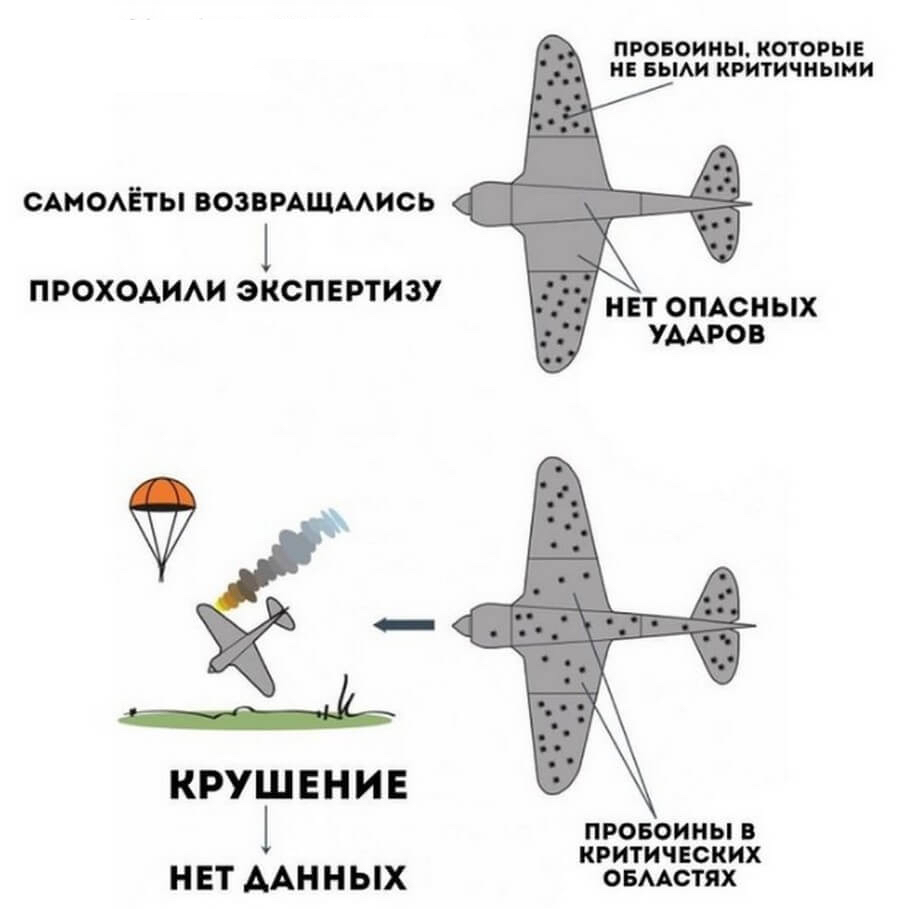 ПРОБОИНЫ, КОТОРЫЕ
НЕ БЫЛИ КРИТИЧНЫМИ
САМОЛЁТЫ ВОЗВРАЩАЛИСЬ
ПРОХОДИЛИ ЭКСПЕРТИЗУ
НЕТ ОПАСНЫХ
УДАРОВ
КРУШЕНИЕ
НЕТ ДАННЫХ
ПРОБОИНЫ В
КРИТИЧЕСКИХ
ОБЛАСТЯХ